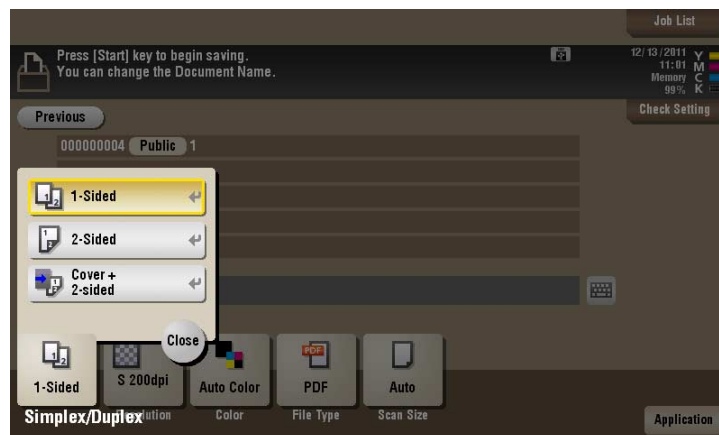 Job List
Press [Start] key to begin saving.
You can change the Document Name.
12/13/2011
11:01
Memory
99%
Y
M
C
K
Previous
Check Setting
000000004 Public 1
1-Sided
2-Sided
Cover +
2-sided
Close
1-Sided
S 200dpi
Auto Color
PDF
PDF
Auto
Simplex/Duplex
Color
File Type
Scan Size
Application